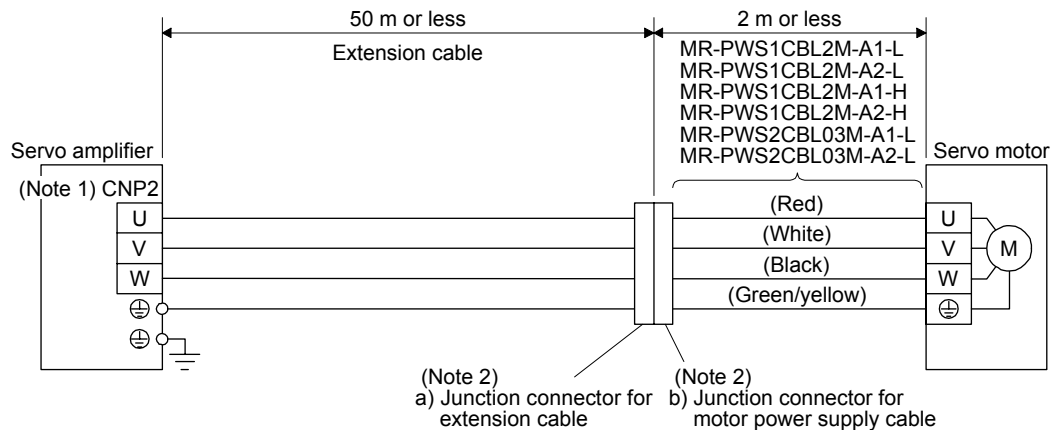 50 m or less
2 m or less
Extension cable
MR-PWS1CBL2M-A1-L
MR-PWS1CBL2M-A2-L
MR-PWS1CBL2M-A1-H
MR-PWS1CBL2M-A2-H
MR-PWS2CBL03M-A1-L
MR-PWS2CBL03M-A2-L
Servo amplifier
Servo motor
(Note 1) CNP2
U
V
W
(Red)
(White)
(Black)
(Green/yellow)
U
V
W
M
(Note 2)
a) Junction connector for
extension cable
(Note 2)
b) Junction connector for
motor power supply cable